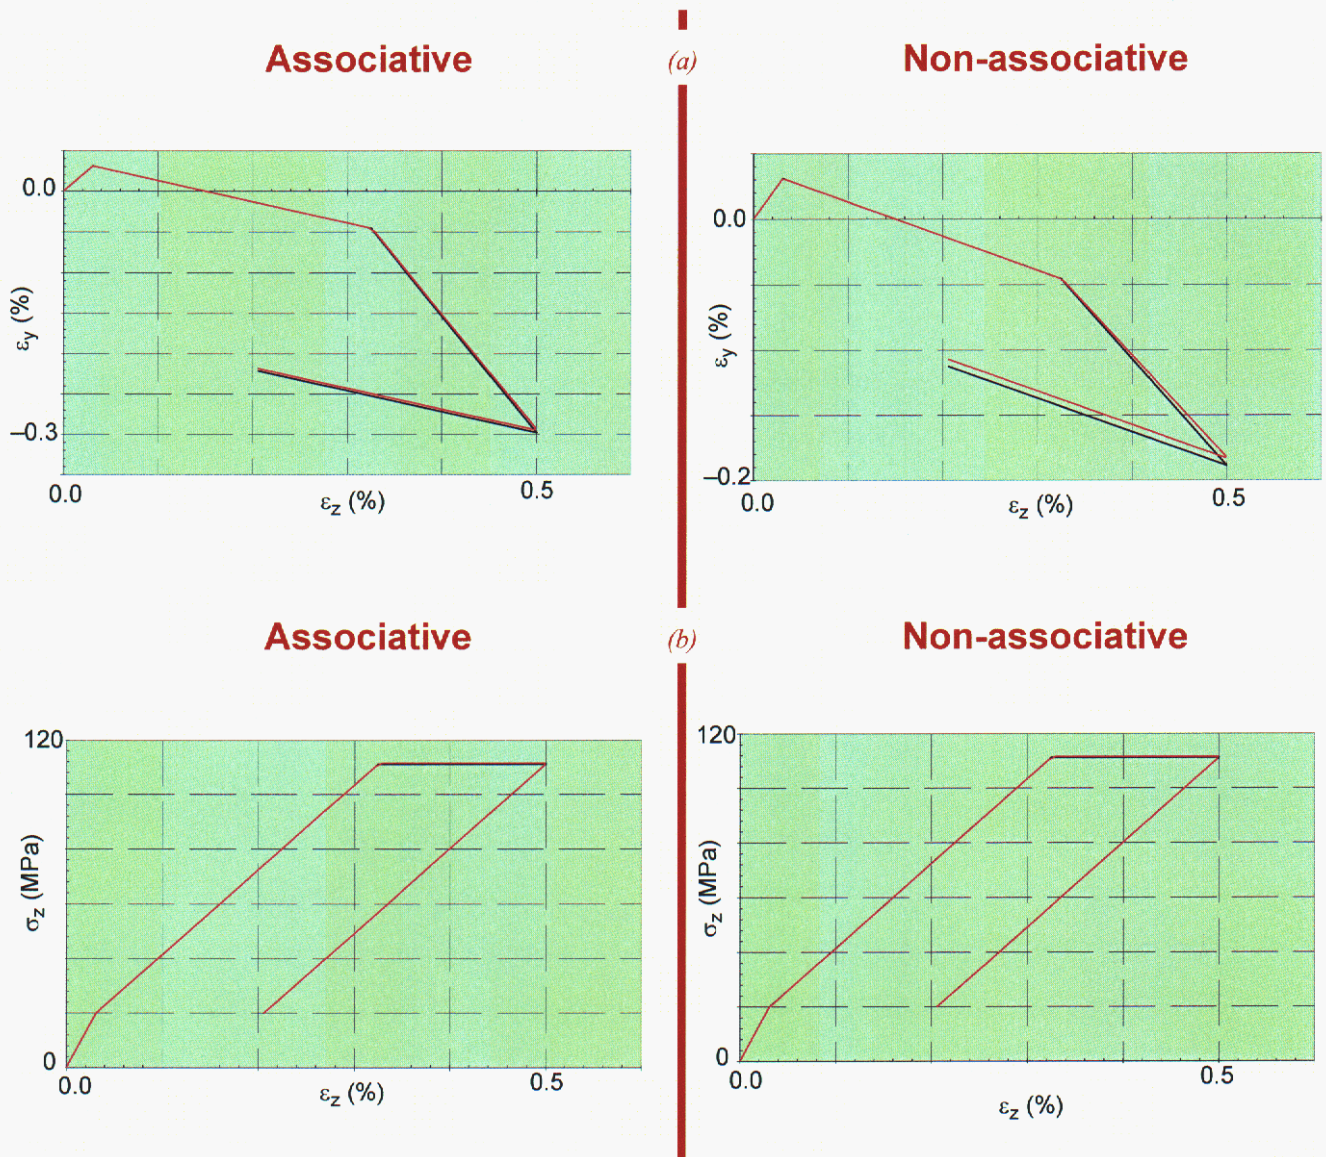 Associative
(a)
Non-associative
0.0
–0.3
εy (%)
0.0
0.5
εz (%)
0.0
–0.2
εy (%)
0.0
0.5
εz (%)
Associative
(b)
Non-associative
120
0
σz (MPa)
0.0
0.5
εz (%)
120
0
σz (MPa)
0.0
0.5
εz (%)